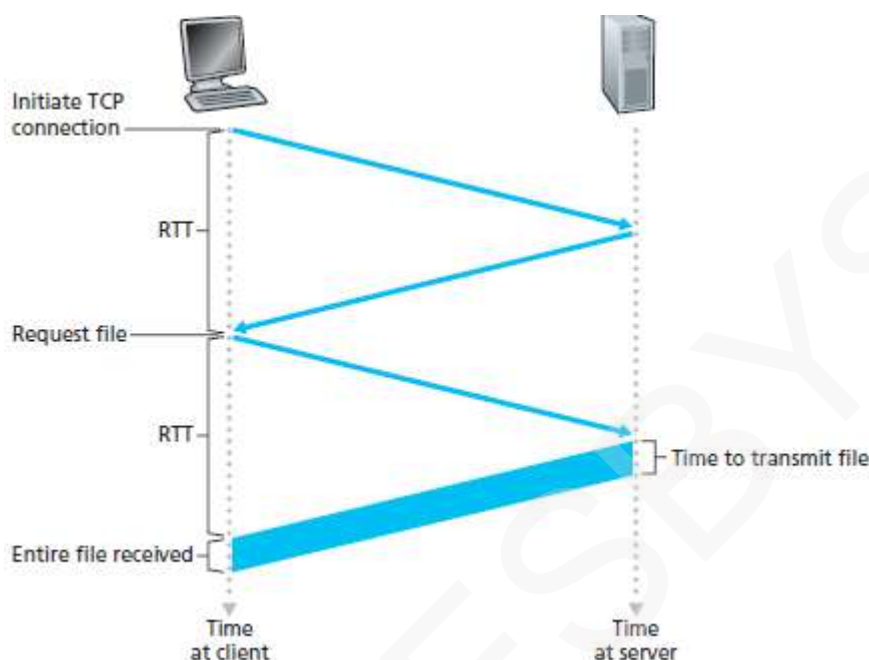 Initiate TCP
connection
RTT
Request file
RTT
Time to transmit file
Entire file received
Time
at client
Time
at server